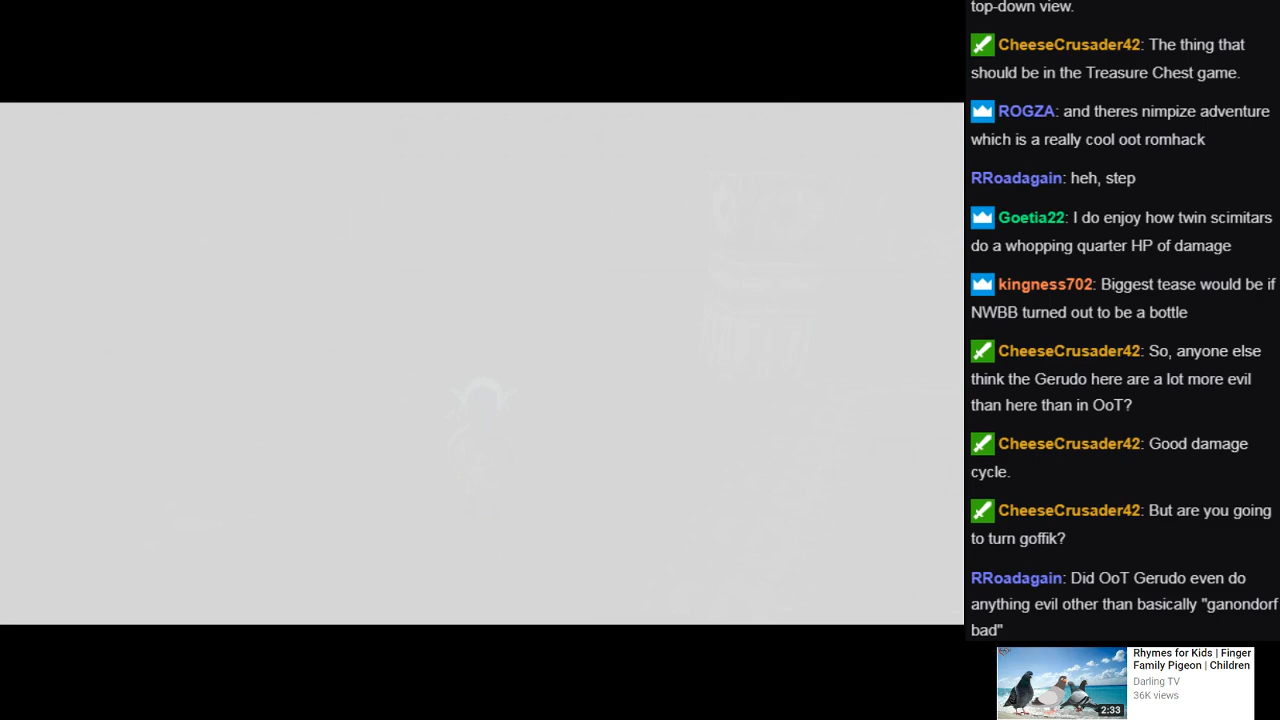 top-down view.
CheeseCrusader42: The thing that
should be in the Treasure Chest game.
ROGZA: and theres nimpize adventure
which is a really cool oot romhack
RRoadagain: heh, step
Goetia22: I do enjoy how twin scimitars
do a whopping quarter HP of damage
kingness702: Biggest tease would be if
NWBB turned out to be a bottle
CheeseCrusader42: So, anyone else
think the Gerudo here are a lot more evil
than here than in OoT?
CheeseCrusader42: Good damage
cycle.
CheeseCrusader42: But are you going
to turn goffik?
RRoadagain: Did OoT Gerudo even do
anything evil other than basically "ganondorf
bad"
Rhymes for Kids | Finger
Family Pigeon | Children
Darling TV
36K views
2:33